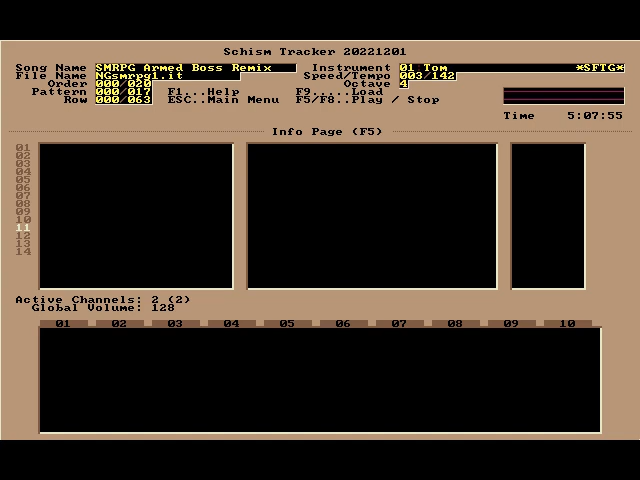 Schism Tracker 20221201
Song Name SMRPG Armed Boss Remix Instrument 01 Tom *SFTG*
File Name NGsmrpg1.it Speed/Tempo 003/142
Order 000/020 Octave 4
Pattern 000/017 F1...Help F9.....Load
Row 000/063 ESC..Main Menu F5/F8..Play / Stop
Time 5:07:55
Info Page (F5)
01
02
03
04
05
06
07
08
09
10
11
12
13
14
Active Channels: 2 (2)
Global Volume: 128
01 02 03 04 05 06 07 08 09 10